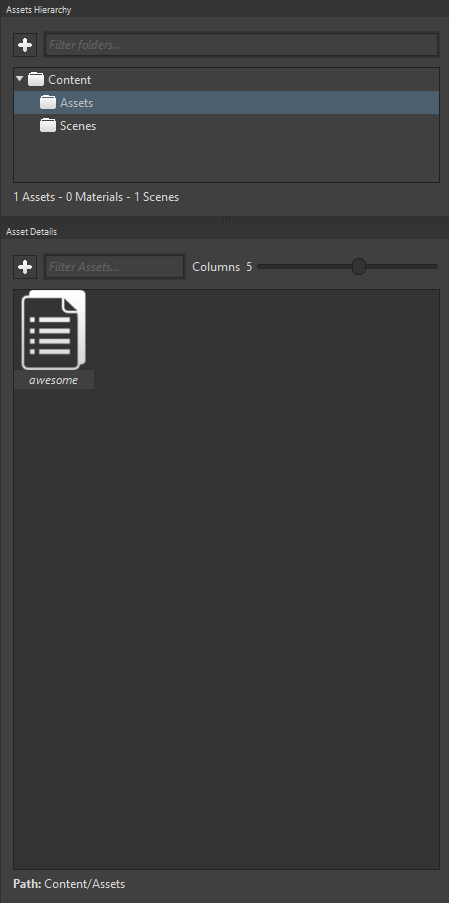 Assets Hierarchy
Filter folders...
Content
Assets
Scenes
1 Assets - 0 Materials - 1 Scenes
Asset Details
Filter Assets... Columns 5
awesome
Path: Content/Assets